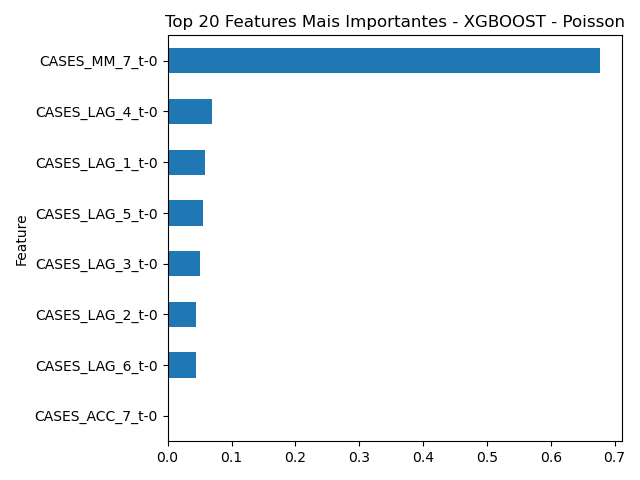 Top 20 Features Mais Importantes - XGBOOST - Poisson
Feature
CASES_MM_7_t-0
CASES_LAG_4_t-0
CASES_LAG_1_t-0
CASES_LAG_5_t-0
CASES_LAG_3_t-0
CASES_LAG_2_t-0
CASES_LAG_6_t-0
CASES_ACC_7_t-0
0.0 0.1 0.2 0.3 0.4 0.5 0.6 0.7